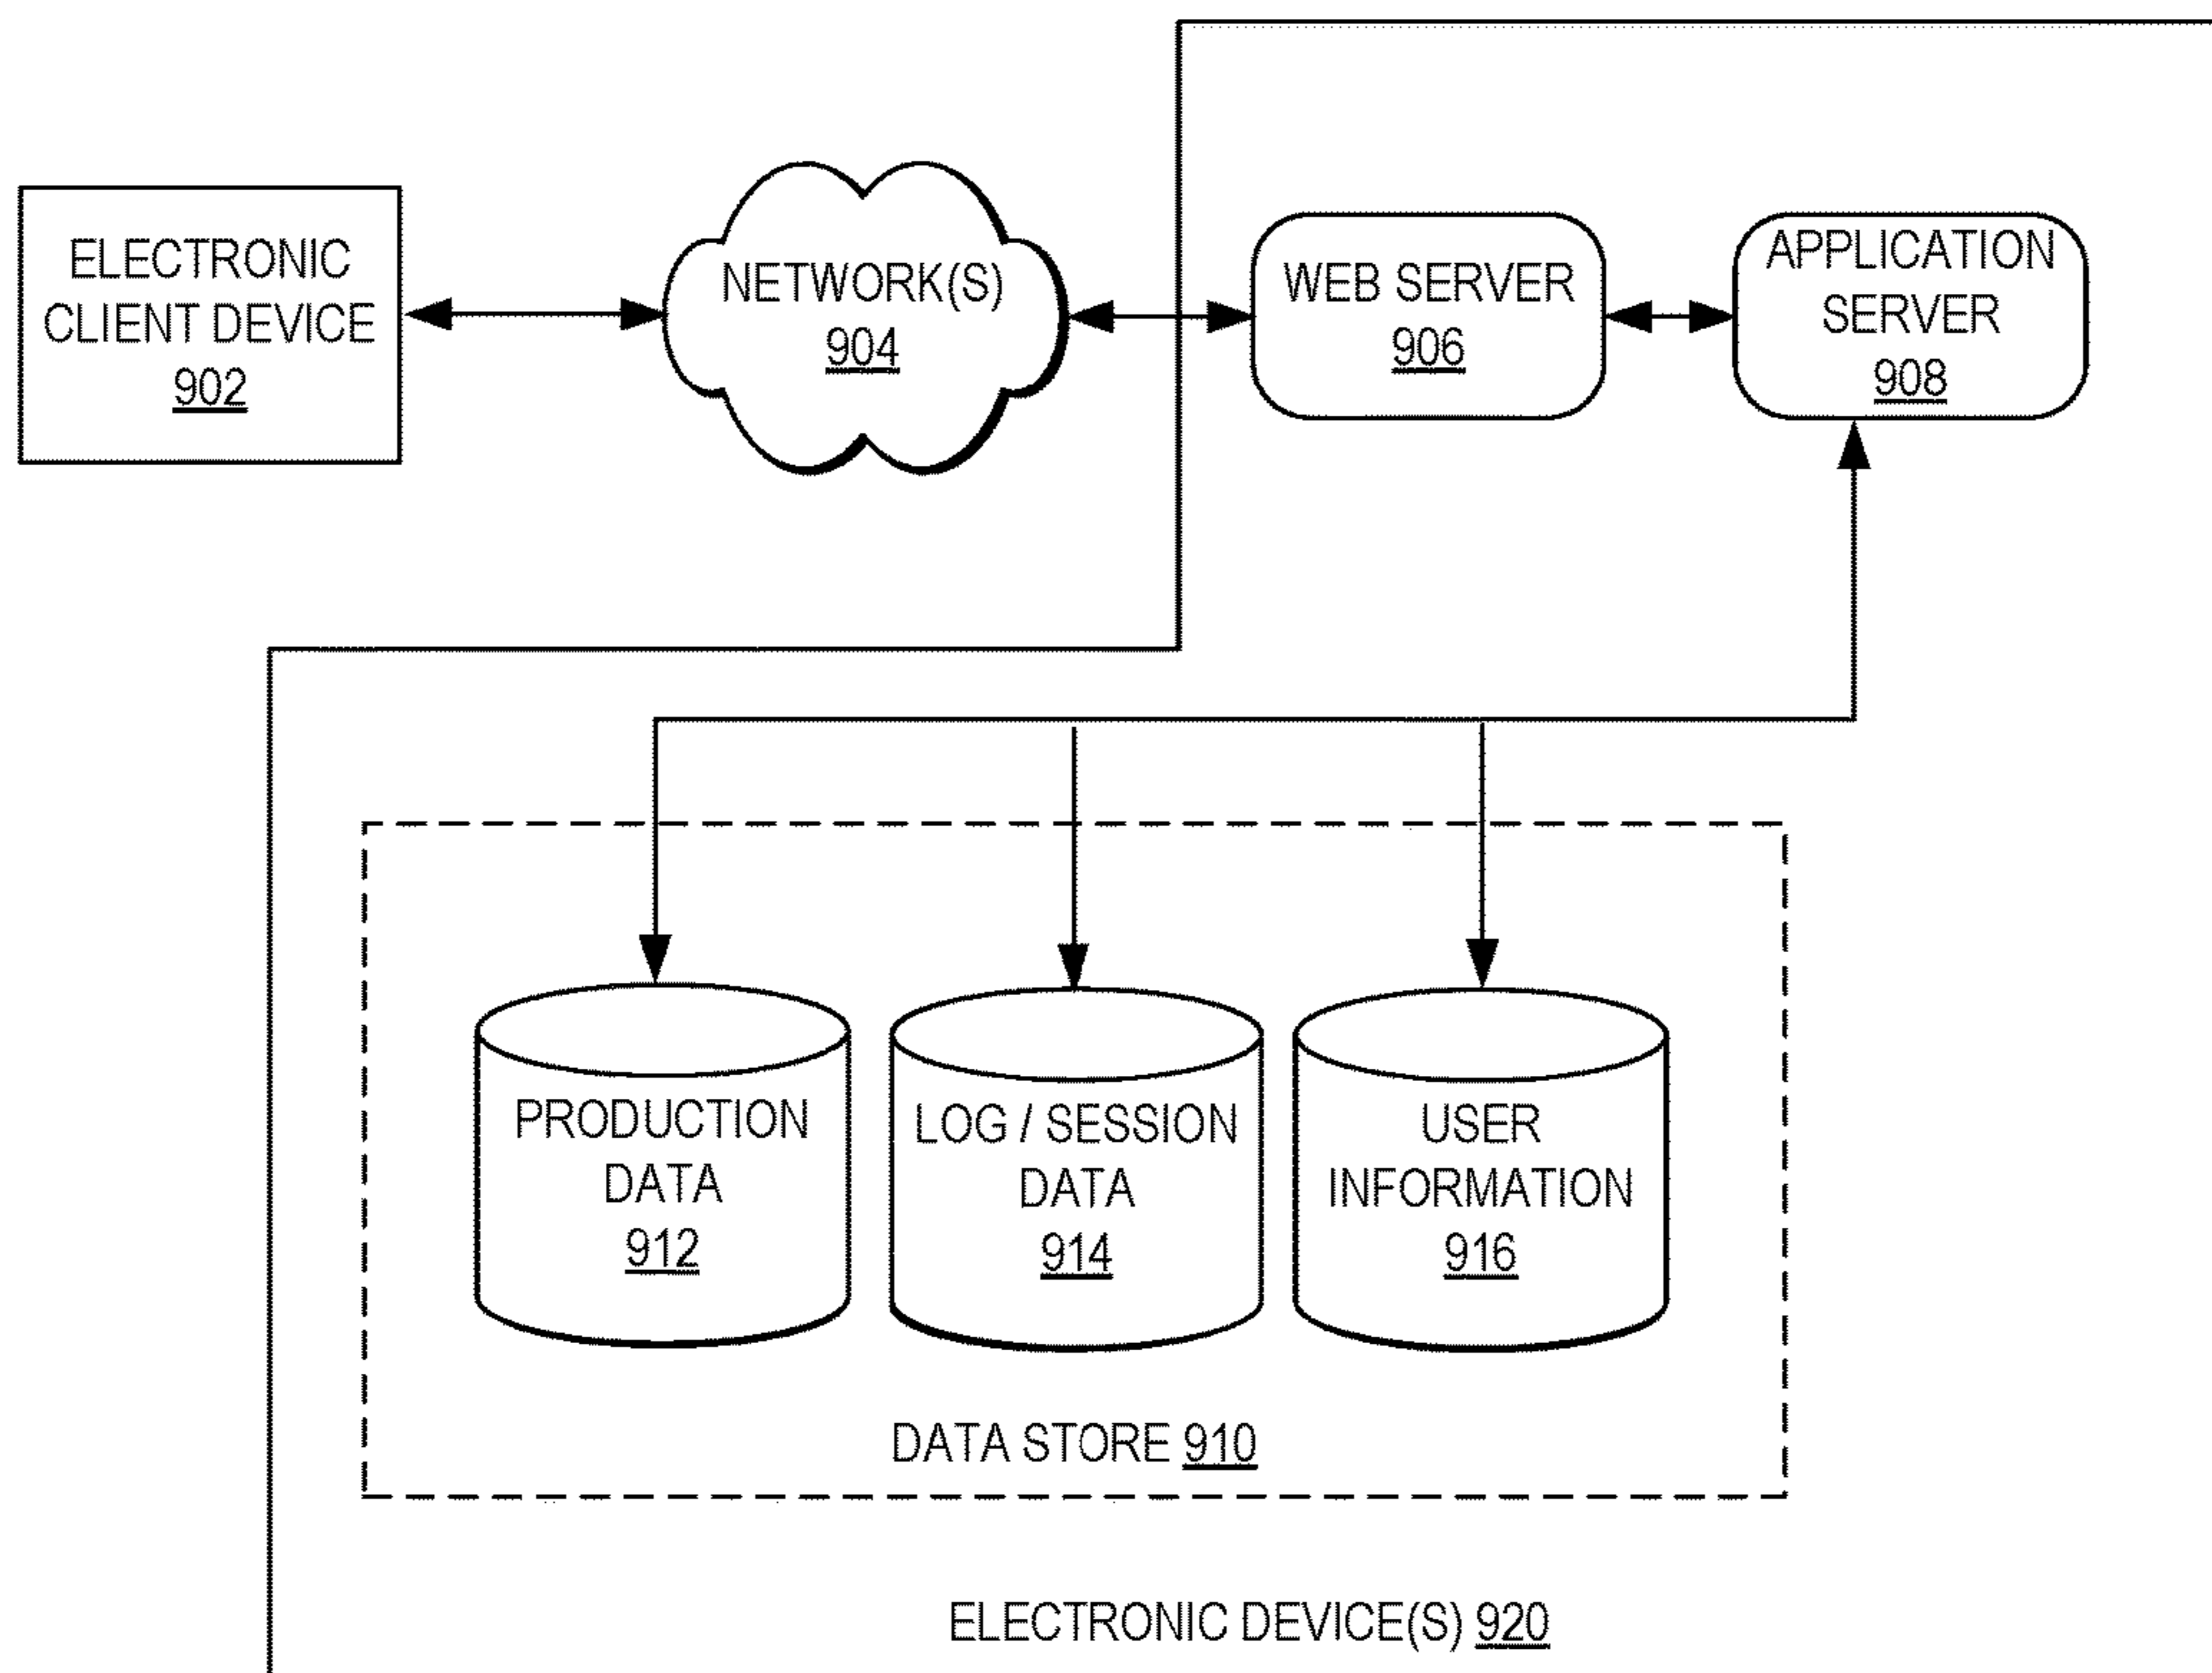 ELECTRONIC
CLIENT DEVICE
902
NETWORK(S)
904
WEB SERVER
906
APPLICATION
SERVER
908
PRODUCTION
DATA
912
LOG / SESSION
DATA
914
USER
INFORMATION
916
DATA STORE 910
ELECTRONIC DEVICE(S) 920